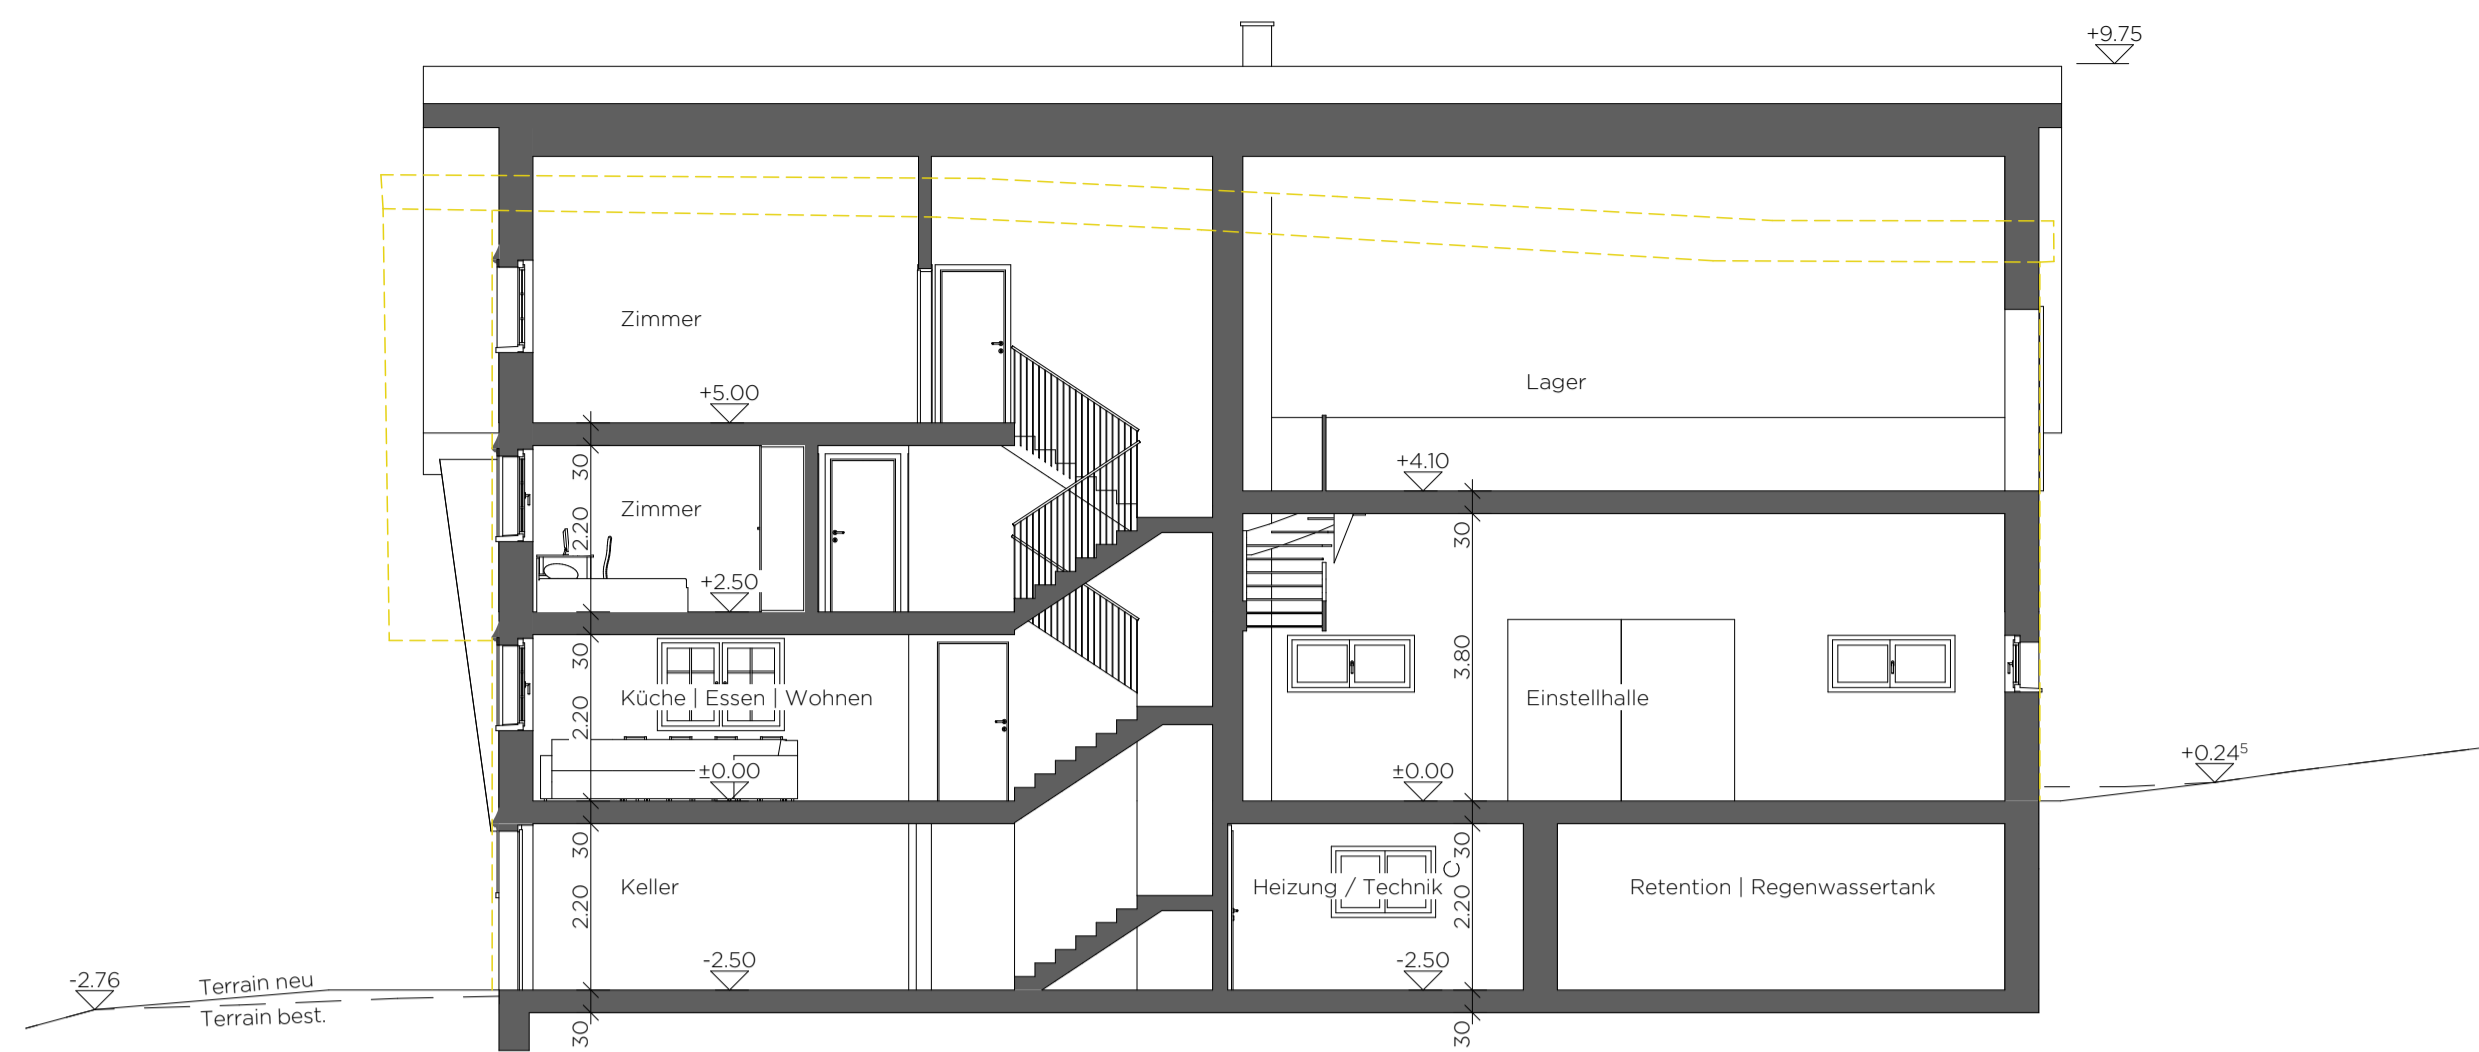 +9.75
Zimmer
+5.00
Lager
+4.10
30
Zimmer
2.20
+2.50
30
30
3.80
Küche | Essen | Wohnen
Einstellhalle
2.20
±0.00
±0.00
+0.24⁵
30
30
Keller
Heizung / Technik
Retention | Regenwassertank
2.20
2.20
-2.50
-2.50
-2.76
Terrain neu
Terrain best.
30
30